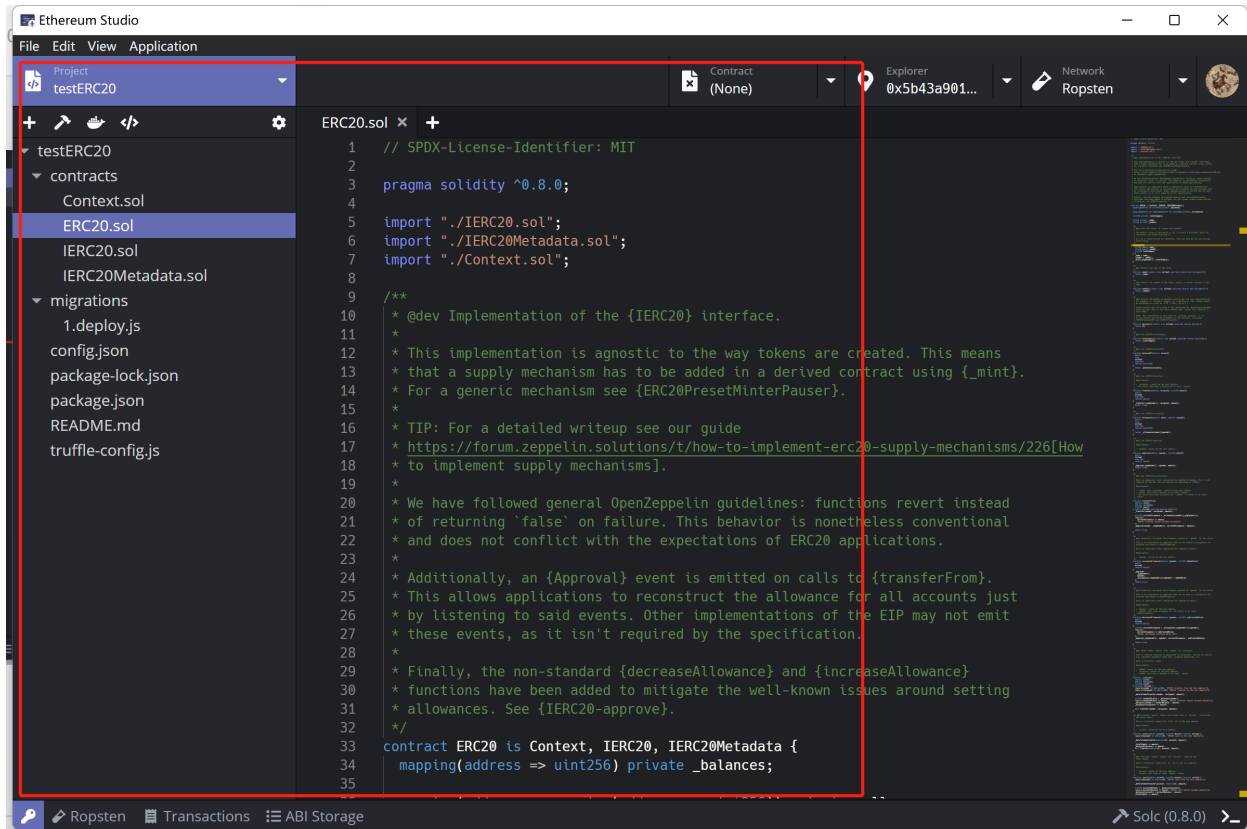 Ethereum Studio
File Edit View Application
Project
testERC20
Contract
(None)
Explorer
0x5b43a901...
Network
Ropsten
ERC20.sol
testERC20
contracts
Context.sol
ERC20.sol
IERC20.sol
IERC20Metadata.sol
migrations
1.deploy.js
config.json
package-lock.json
package.json
README.md
truffle-config.js
1 // SPDX-License-Identifier: MIT
2
3 pragma solidity ^0.8.0;
4
5 import "./IERC20.sol";
6 import "./IERC20Metadata.sol";
7 import "./Context.sol";
8
9 /**
10 * @dev Implementation of the {IERC20} interface.
11 *
12 * This implementation is agnostic to the way tokens are created. This means
13 * that a supply mechanism has to be added in a derived contract using {_mint}.
14 * For a generic mechanism see {ERC20PresetMinterPauser}.
15 *
16 * TIP: For a detailed writeup see our guide
17 * https://forum.zeppelin.solutions/t/how-to-implement-erc20-supply-mechanisms/226[How
18 * to implement supply mechanisms].
19 *
20 * We have followed general OpenZeppelin guidelines: functions revert instead
21 * of returning `false` on failure. This behavior is nonetheless conventional
22 * and does not conflict with the expectations of ERC20 applications.
23 *
24 * Additionally, an {Approval} event is emitted on calls to {transferFrom}.
25 * This allows applications to reconstruct the allowance for all accounts just
26 * by listening to said events. Other implementations of the EIP may not emit
27 * these events, as it isn't required by the specification.
28 *
29 * Finally, the non-standard {decreaseAllowance} and {increaseAllowance}
30 * functions have been added to mitigate the well-known issues around setting
31 * allowances. See {IERC20-approve}.
32 */
33 contract ERC20 is Context, IERC20, IERC20Metadata {
34 mapping(address => uint256) private _balances;
35
Ropsten
Transactions
ABI Storage
Solc (0.8.0)